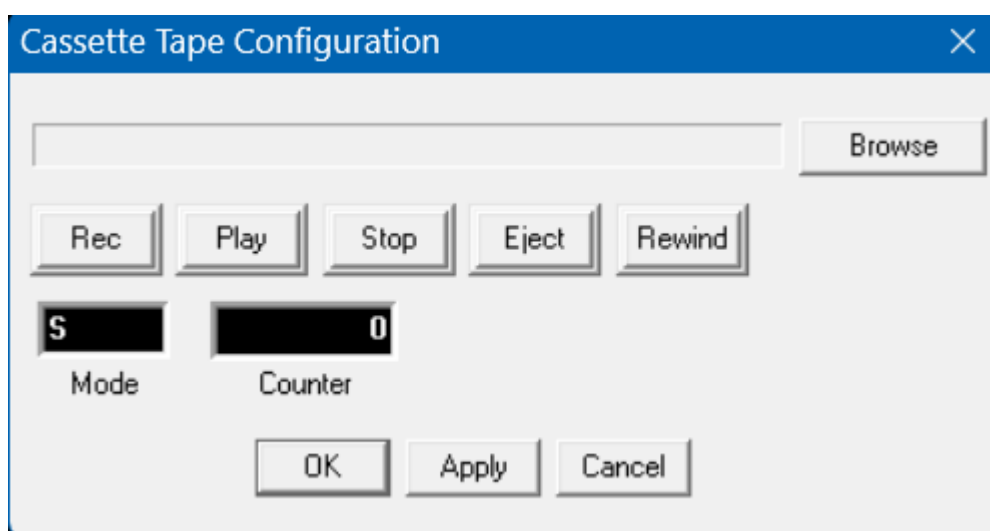 Cassette Tape Configuration
Browse
Rec Play Stop Eject Rewind
S 0
Mode Counter
OK Apply Cancel